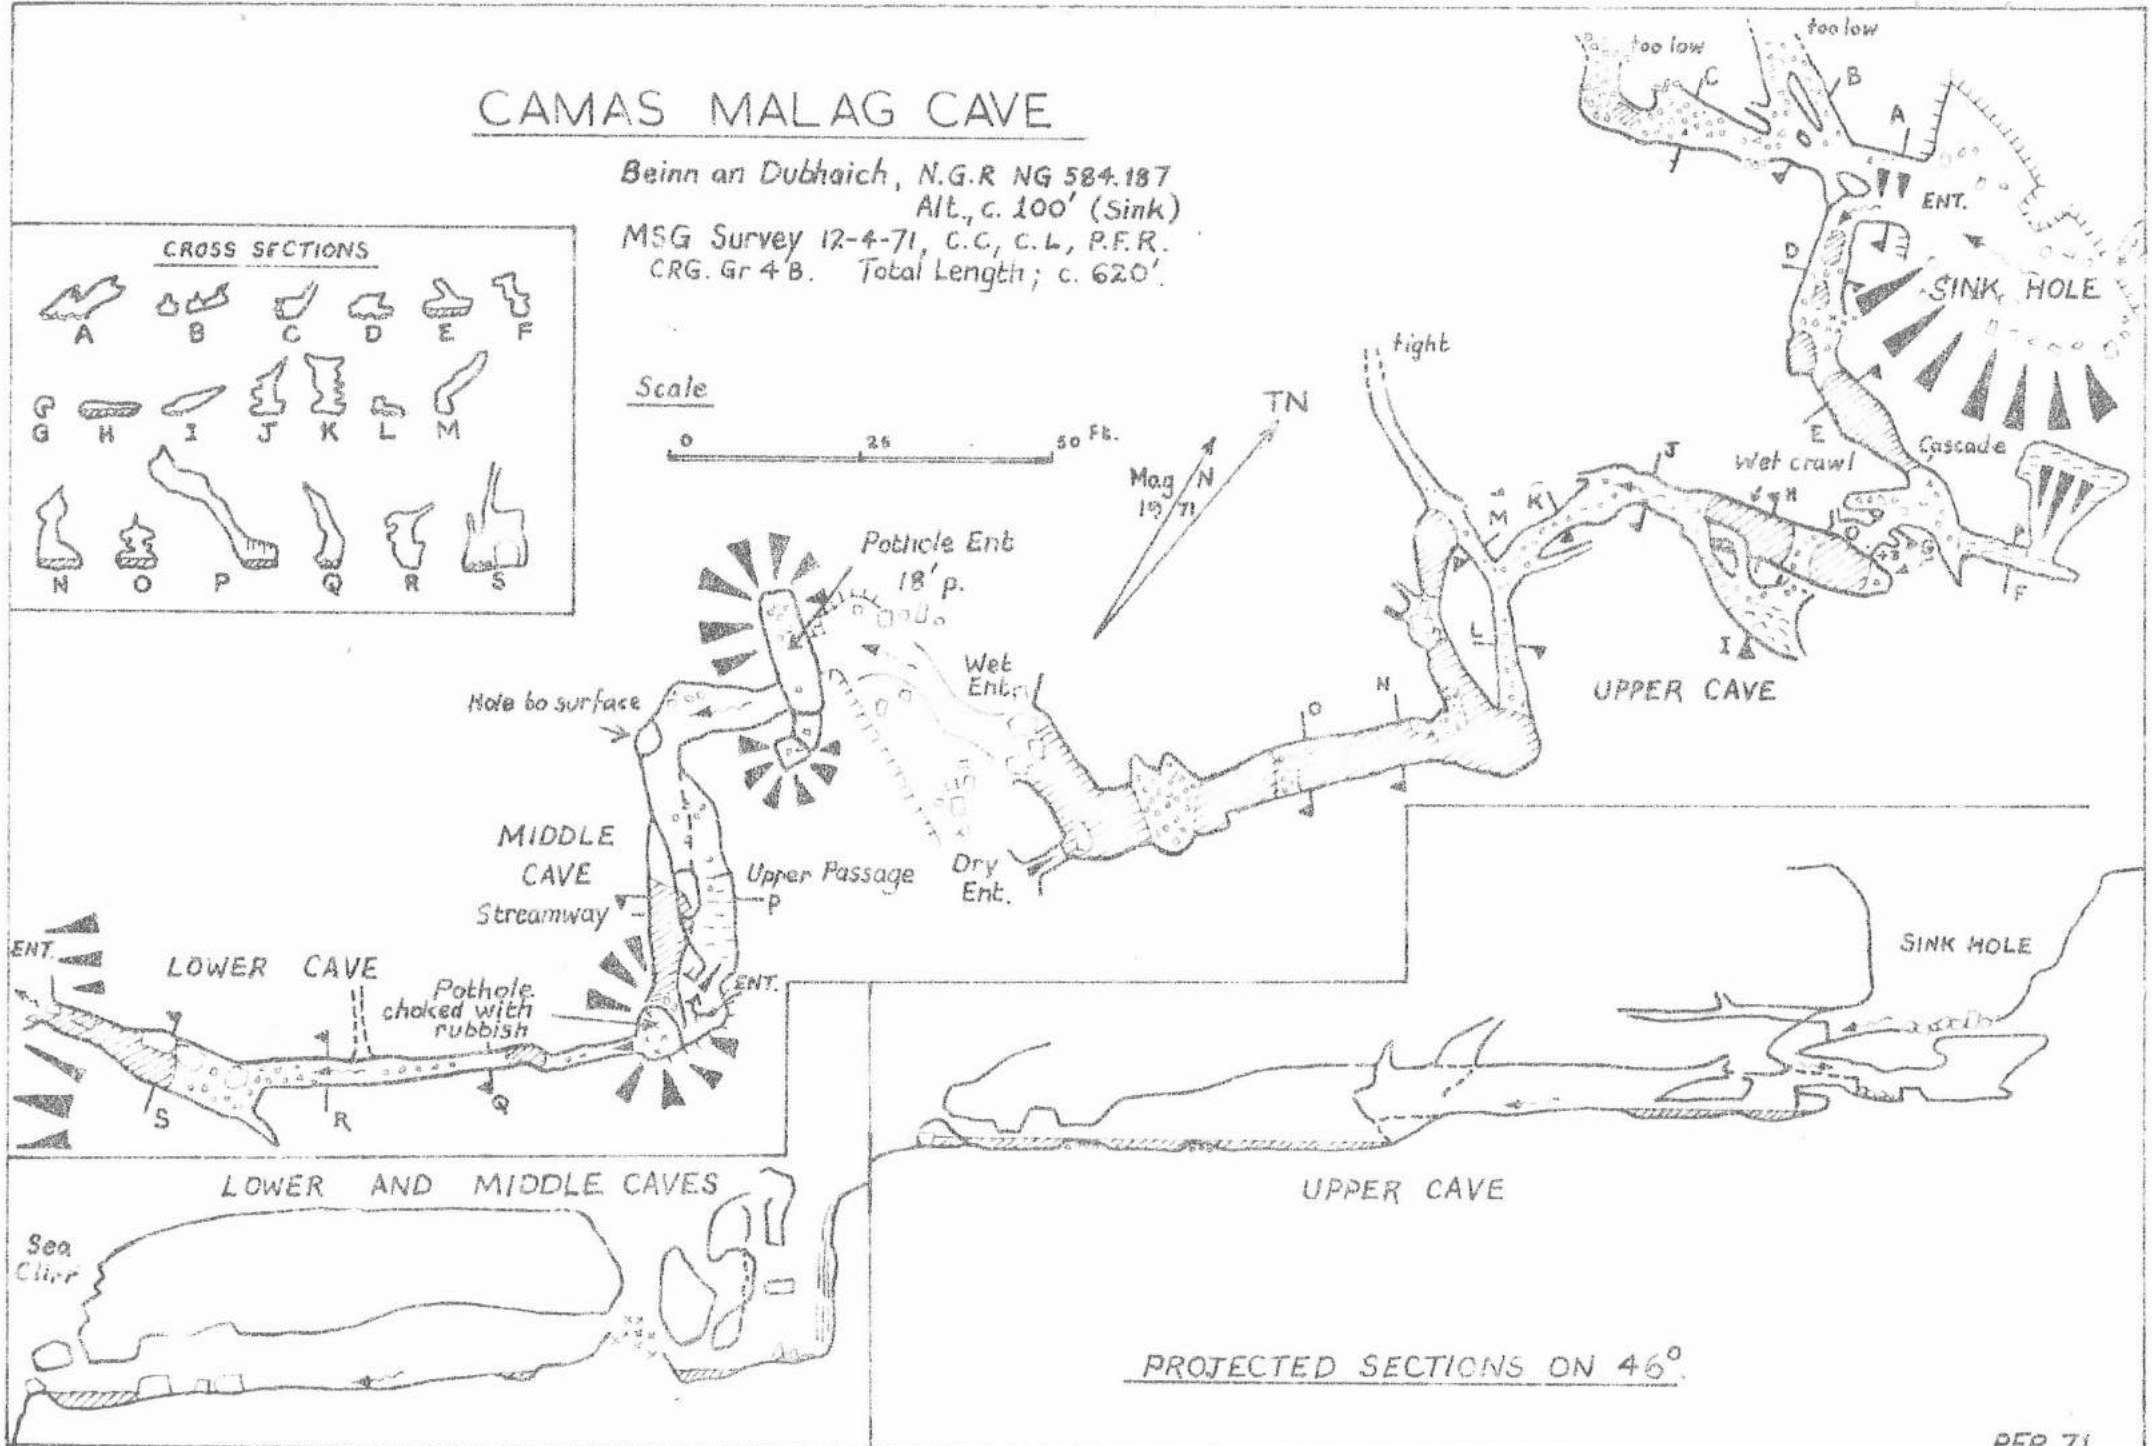 CAMAS MALAG CAVE
Beinn an Dubhaich, N.G.R NG 584.187
Alt., c. 100' (Sink)
MSG Survey 12-4-71, C.C, C.L, P.F.R.
CRG. Gr 4 B. Total Length; c. 620'.
CROSS SECTIONS
A B C D E F
G H I J K L M
N O P Q R S
Scale
0 25 50 Ft.
Mag N
1971
TN
too low
too low
C
B
A
ENT.
D
SINK HOLE
E
Cascade
Wet crawl
H
G
F
I
J
K
M
tight
L
UPPER CAVE
N
O
Wet
Ent.
Dry
Ent.
Pothole Ent
18' p.
Hole to surface
MIDDLE
CAVE
Streamway
Upper Passage
P
ENT.
Pothole
choked with
rubbish
LOWER CAVE
ENT.
S
R
Q
LOWER AND MIDDLE CAVES
Sea
Cliff
SINK HOLE
UPPER CAVE
PROJECTED SECTIONS ON 46°.